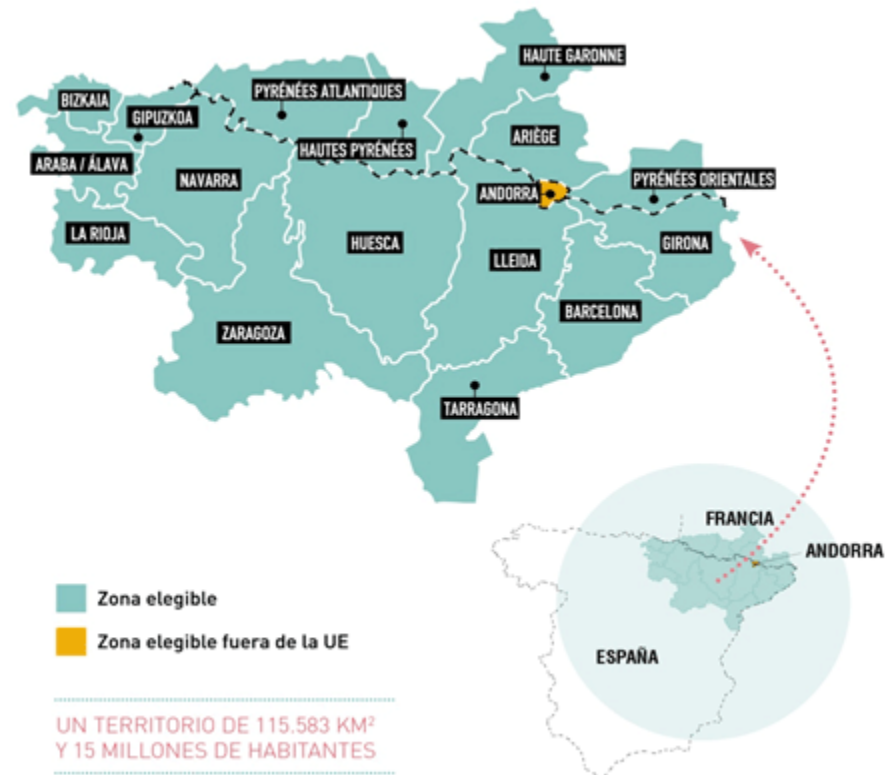 HAUTE GARONNE
PYRÉNÉES ATLANTIQUES
BIZKAIA
GIPUZKOA
ARIÈGE
HAUTES PYRÉNÉES
ARABA / ÁLAVA
NAVARRA
PYRÉNÉES ORIENTALES
ANDORRA
LA RIOJA
HUESCA
GIRONA
LLEIDA
BARCELONA
ZARAGOZA
TARRAGONA
FRANCIA
ANDORRA
ESPAÑA
Zona elegible
Zona elegible fuera de la UE
UN TERRITORIO DE 115.583 KM²
Y 15 MILLONES DE HABITANTES